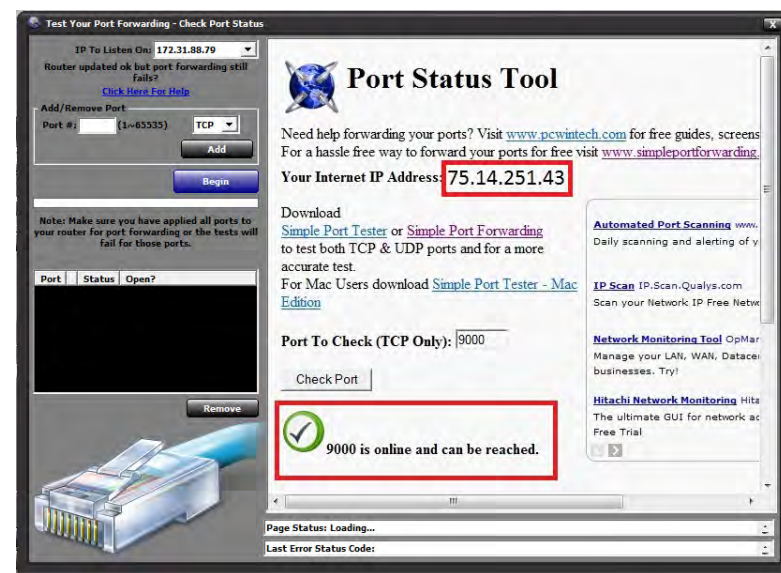 Test Your Port Forwarding - Check Port Status
IP To Listen On: 172.31.88.79
Router updated ok but port forwarding still
fails?
Click Here For Help
Add/Remove Port
Port #: (1~65535) TCP
Add
Begin
Note: Make sure you have applied all ports to
your router for port forwarding or the tests will
fail for those ports.
Port Status Open?
Remove
Port Status Tool
Need help forwarding your ports? Visit www.pcwintech.com for free guides, screens
For a hassle free way to forward your ports for free visit www.simpleportforwarding.
Your Internet IP Address: 75.14.251.43
Download
Simple Port Tester or Simple Port Forwarding
to test both TCP & UDP ports and for a more
accurate test.
For Mac Users download Simple Port Tester - Mac
Edition
Port To Check (TCP Only): 9000
Check Port
9000 is online and can be reached.
Automated Port Scanning www.
Daily scanning and alerting of y
IP Scan IP.Scan.Qualys.com
Scan your Network IP Free Netw
Network Monitoring Tool OpMar
Manage your LAN, WAN, Datacen
businesses. Try!
Hitachi Network Monitoring Hita
The ultimate GUI for network ad
Free Trial
Page Status: Loading...
Last Error Status Code: